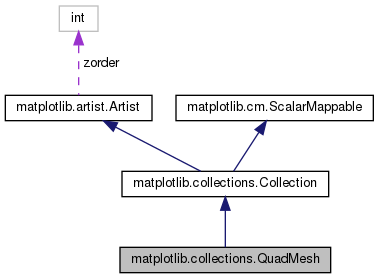 int
zorder
matplotlib.artist.Artist
matplotlib.cm.ScalarMappable
matplotlib.collections.Collection
matplotlib.collections.QuadMesh